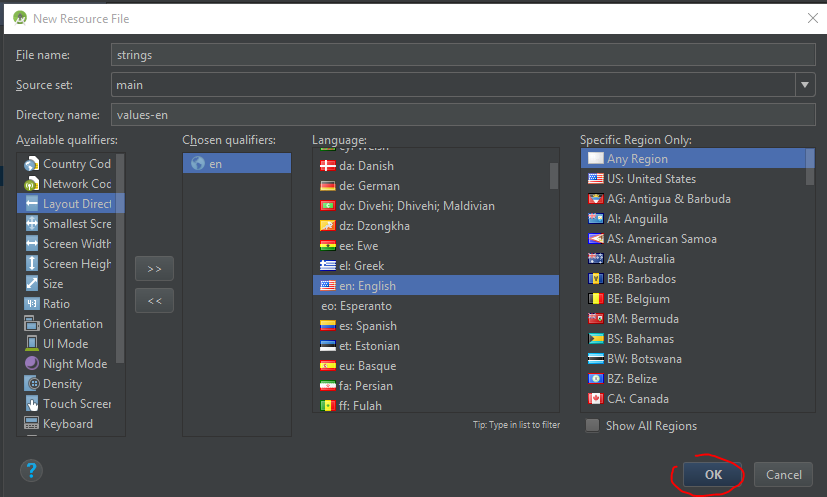 New Resource File
File name: strings
Source set: main
Directory name: values-en
Available qualifiers:
Country Cod
Network Coc
Layout Direct
Smallest Scre
Screen Width
Screen Heigh
Size
Ratio
Orientation
UI Mode
Night Mode
Density
Touch Screen
Keyboard
>>
<<
Chosen qualifiers:
en
Language:
da: Danish
de: German
dv: Divehi; Dhivehi; Maldivian
dz: Dzongkha
ee: Ewe
el: Greek
en: English
eo: Esperanto
es: Spanish
et: Estonian
eu: Basque
fa: Persian
ff: Fulah
Tip: Type in list to filter
Specific Region Only:
Any Region
US: United States
AG: Antigua & Barbuda
AI: Anguilla
AS: American Samoa
AU: Australia
BB: Barbados
BE: Belgium
BM: Bermuda
BS: Bahamas
BW: Botswana
BZ: Belize
CA: Canada
Show All Regions
?
OK
Cancel